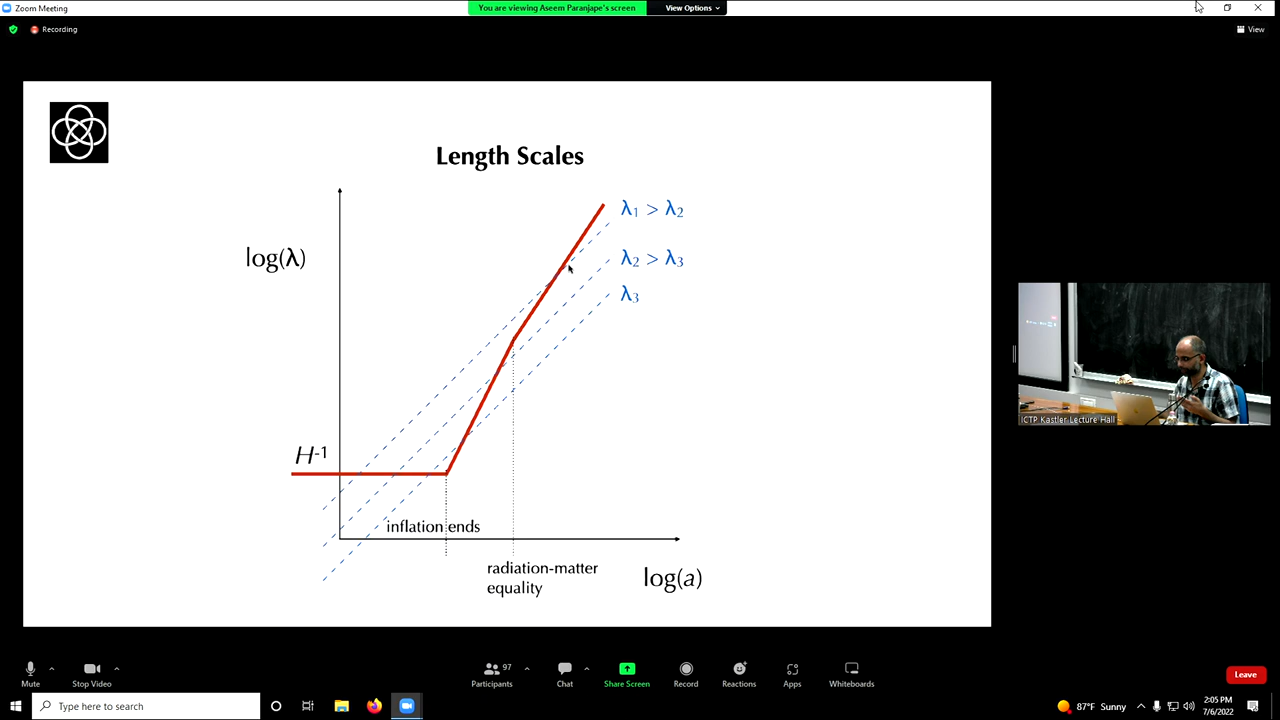 Zoom Meeting
You are viewing Aseem Paranjape's screen
View Options
Recording
View
Length Scales
log(λ)
λ1 > λ2
λ2 > λ3
λ3
H-1
inflation ends
radiation-matter
equality
log(a)
ICTP Kastler Lecture Hall
Mute
Stop Video
Participants
97
Chat
Share Screen
Record
Reactions
Apps
Whiteboards
Leave
Type here to search
87°F Sunny
2:05 PM
7/6/2022